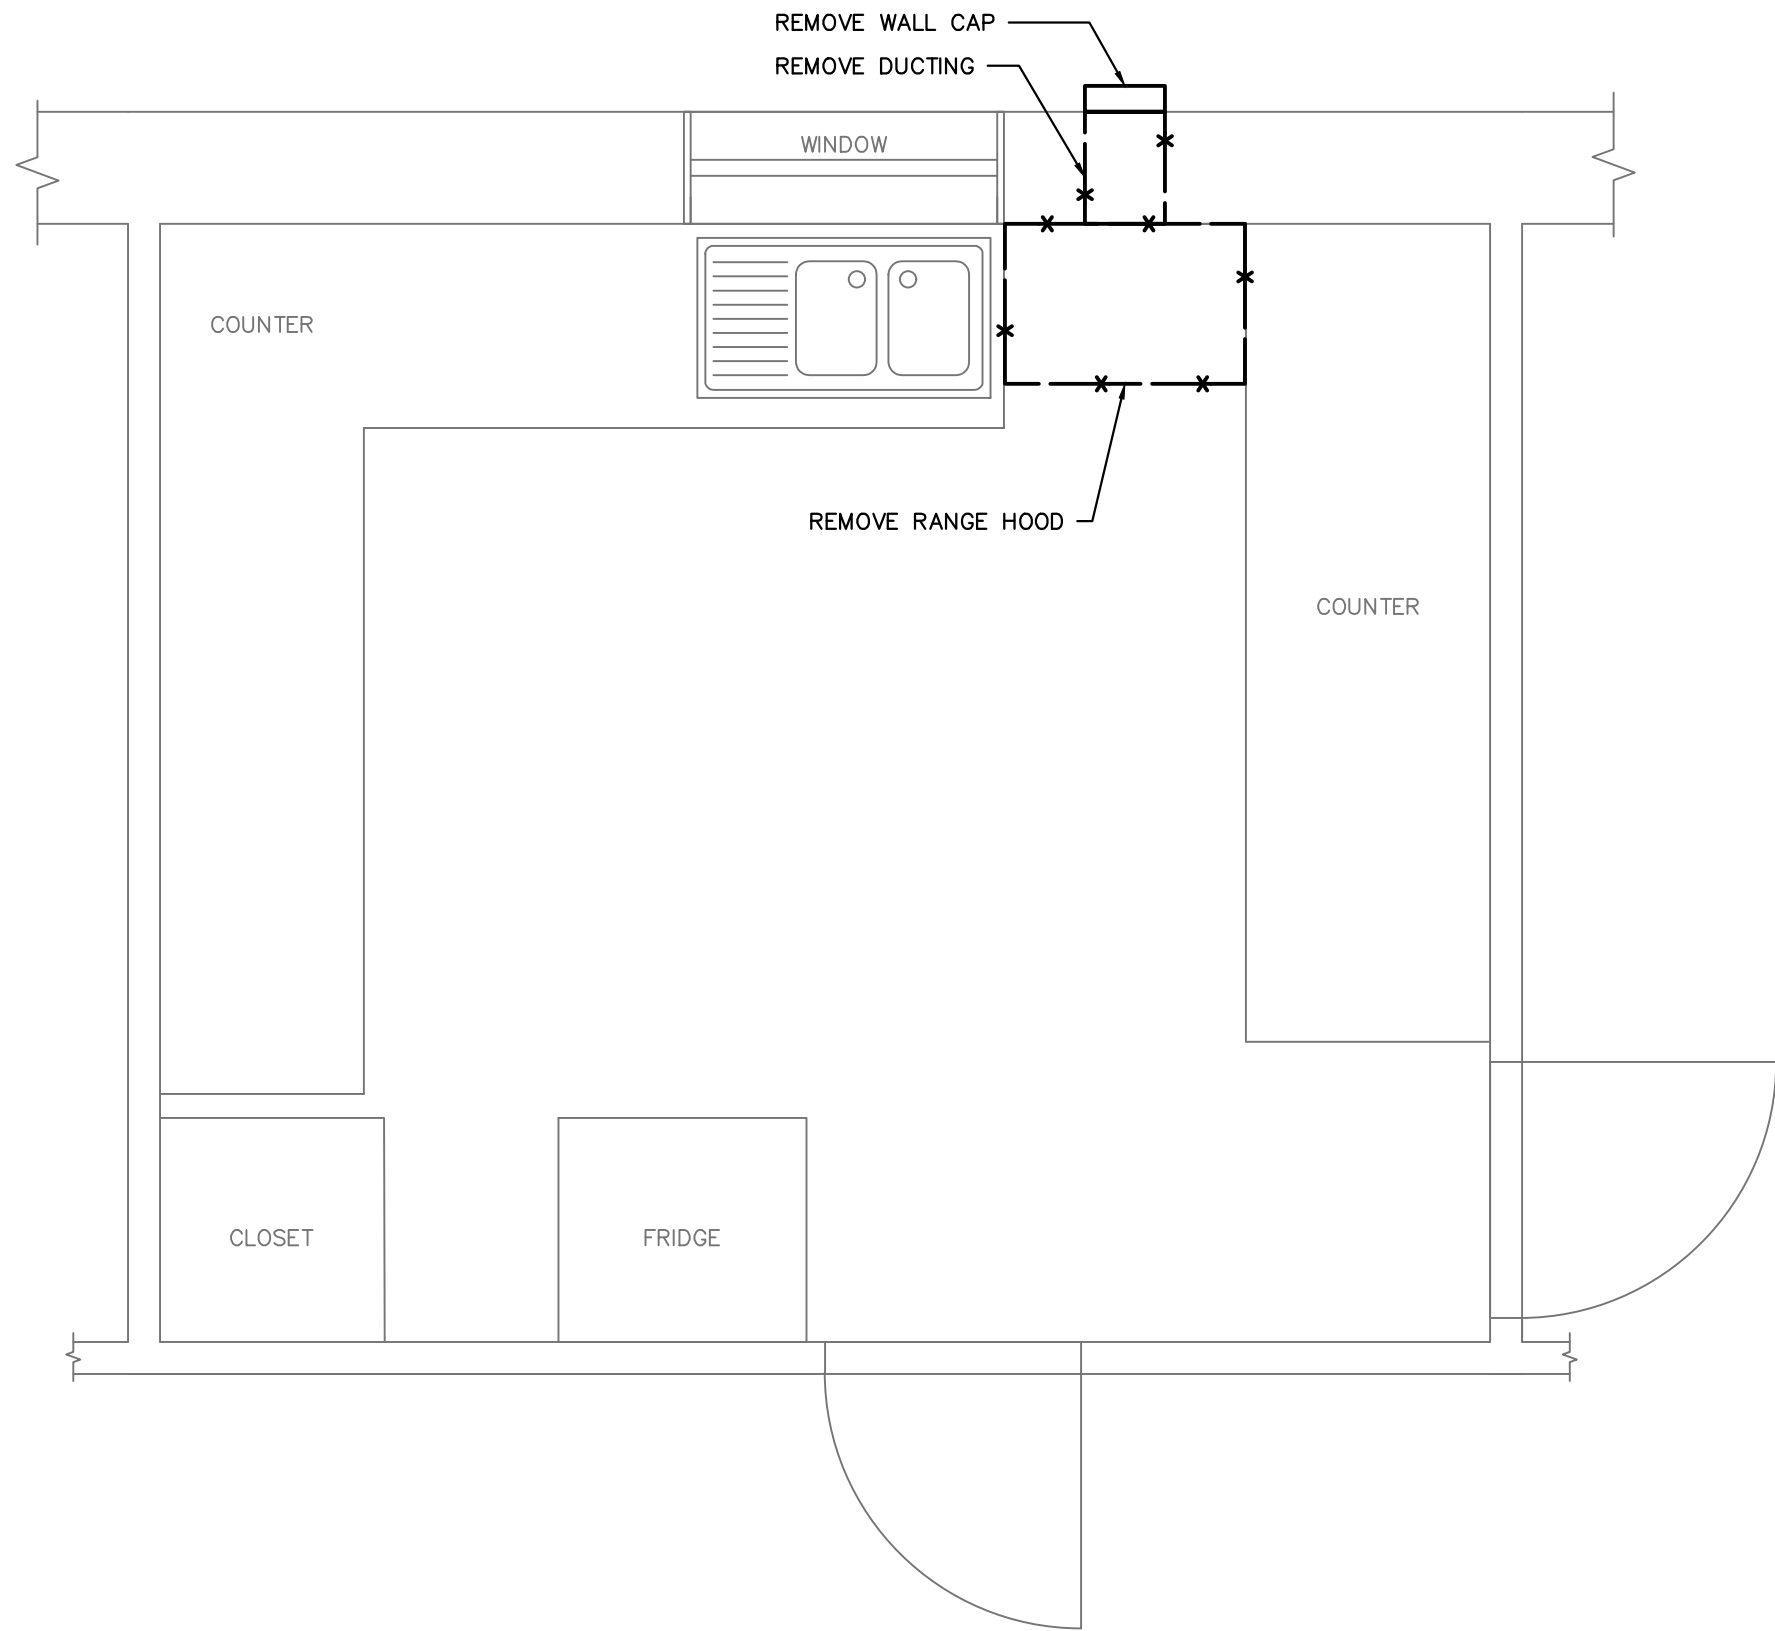 REMOVE WALL CAP
REMOVE DUCTING
WINDOW
COUNTER
REMOVE RANGE HOOD
COUNTER
CLOSET
FRIDGE